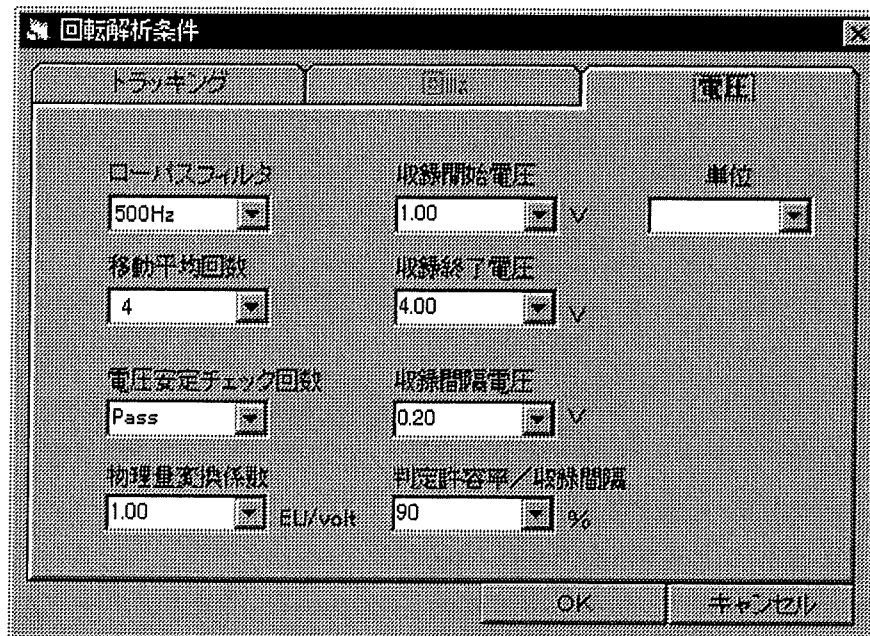 回転解析条件
トラッキング
電圧
ローパスフィルタ
収録開始電圧
単位
500Hz
1.00
V
移動平均回数
収録終了電圧
4
4.00
V
電圧安定チェック回数
収録間隔電圧
Pass
0.20
V
物理量変換係数
判定許容率／収録間隔
1.00
EU/volt
90
%
OK
キャンセル